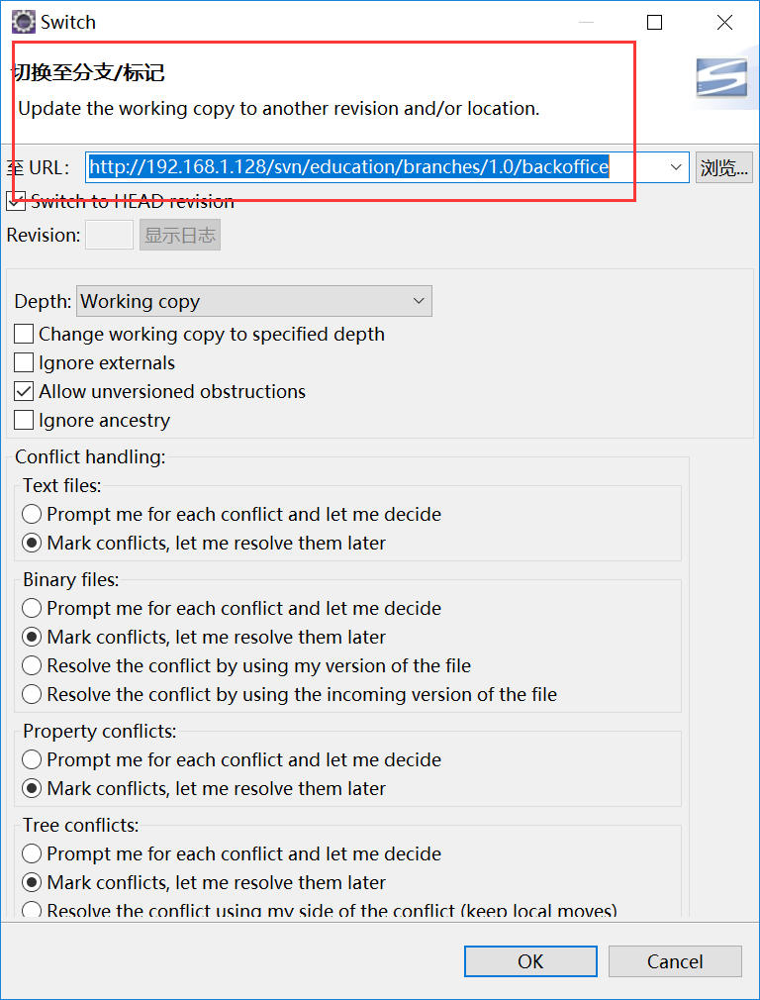 Switch
切换至分支/标记
Update the working copy to another revision and/or location.
至 URL: http://192.168.1.128/svn/education/branches/1.0/backoffice 浏览...
Switch to HEAD revision
Revision: 显示日志
Depth: Working copy
Change working copy to specified depth
Ignore externals
Allow unversioned obstructions
Ignore ancestry
Conflict handling:
Text files:
Prompt me for each conflict and let me decide
Mark conflicts, let me resolve them later
Binary files:
Prompt me for each conflict and let me decide
Mark conflicts, let me resolve them later
Resolve the conflict by using my version of the file
Resolve the conflict by using the incoming version of the file
Property conflicts:
Prompt me for each conflict and let me decide
Mark conflicts, let me resolve them later
Tree conflicts:
Prompt me for each conflict and let me decide
Mark conflicts, let me resolve them later
Resolve the conflict using my side of the conflict (keep local moves)
OK Cancel